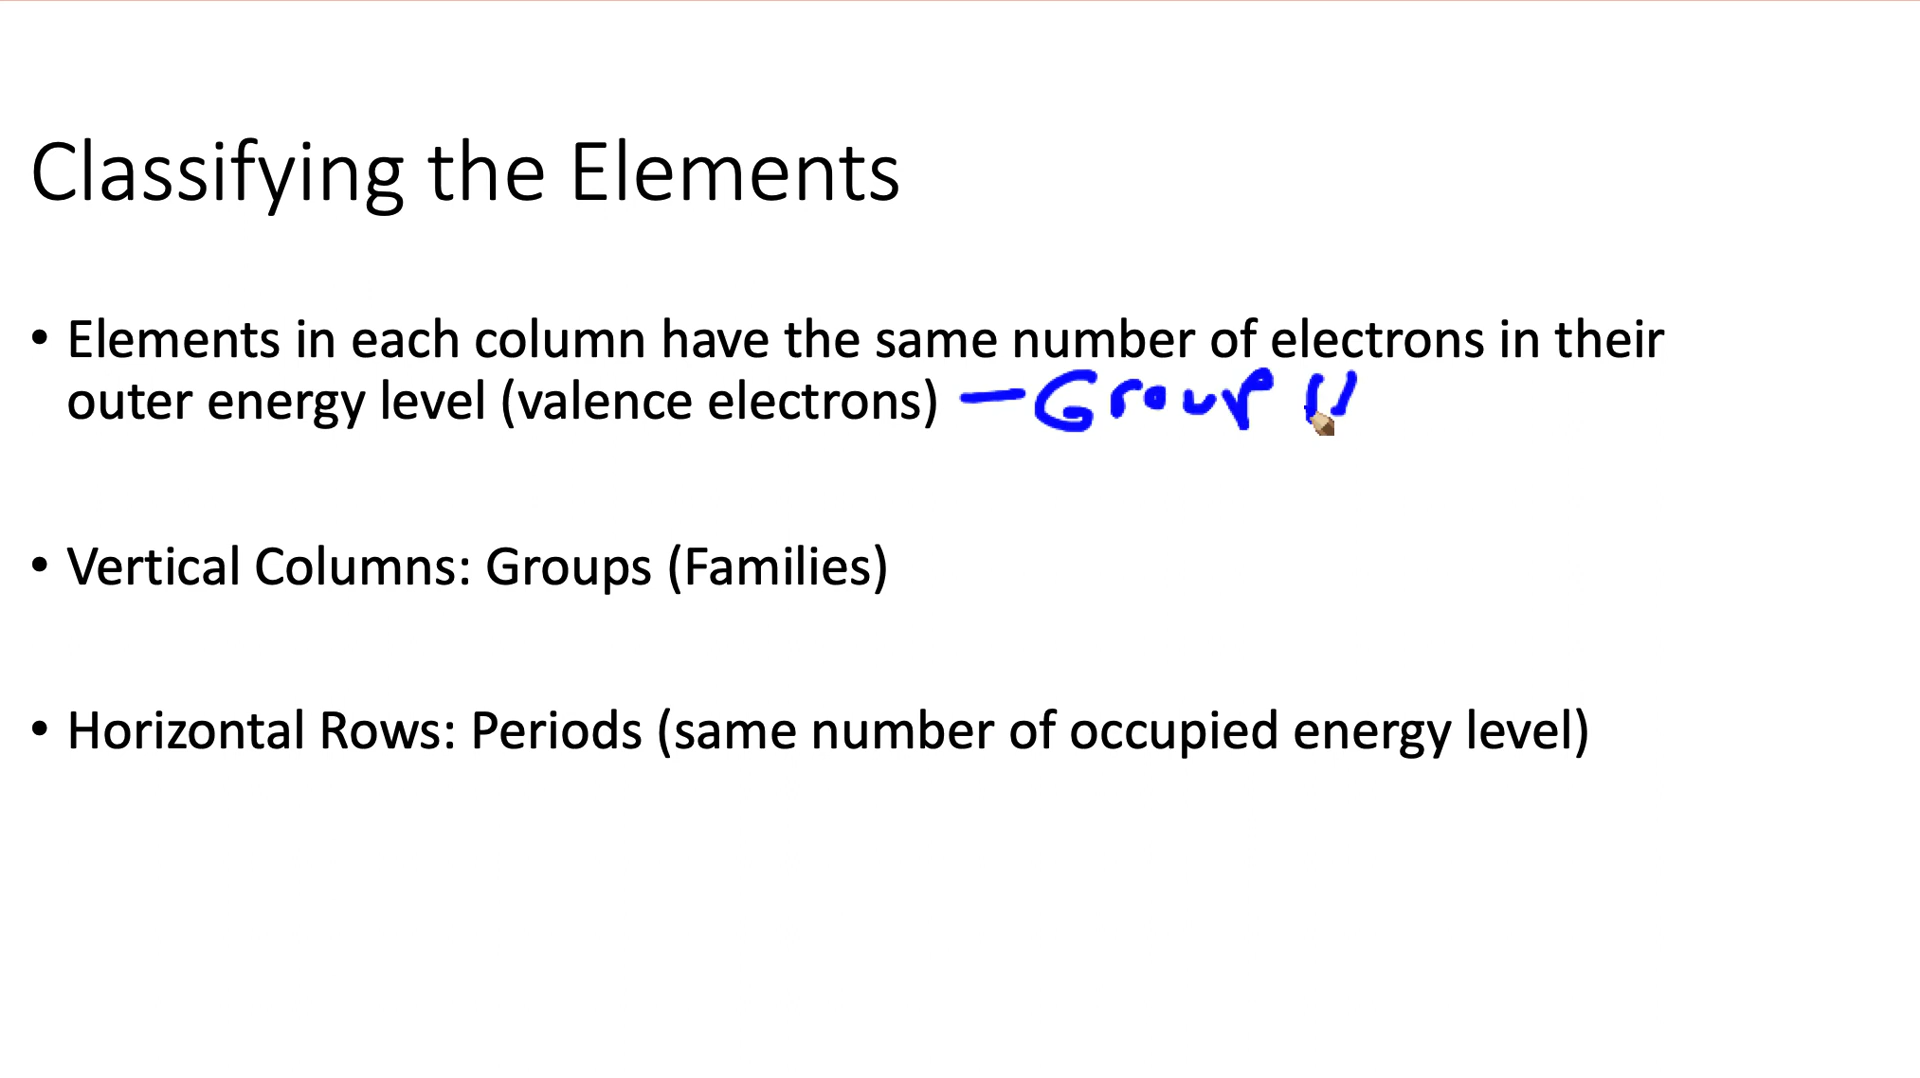 Classifying the Elements
• Elements in each column have the same number of electrons in their
outer energy level (valence electrons) — Group
• Vertical Columns: Groups (Families)
• Horizontal Rows: Periods (same number of occupied energy level)